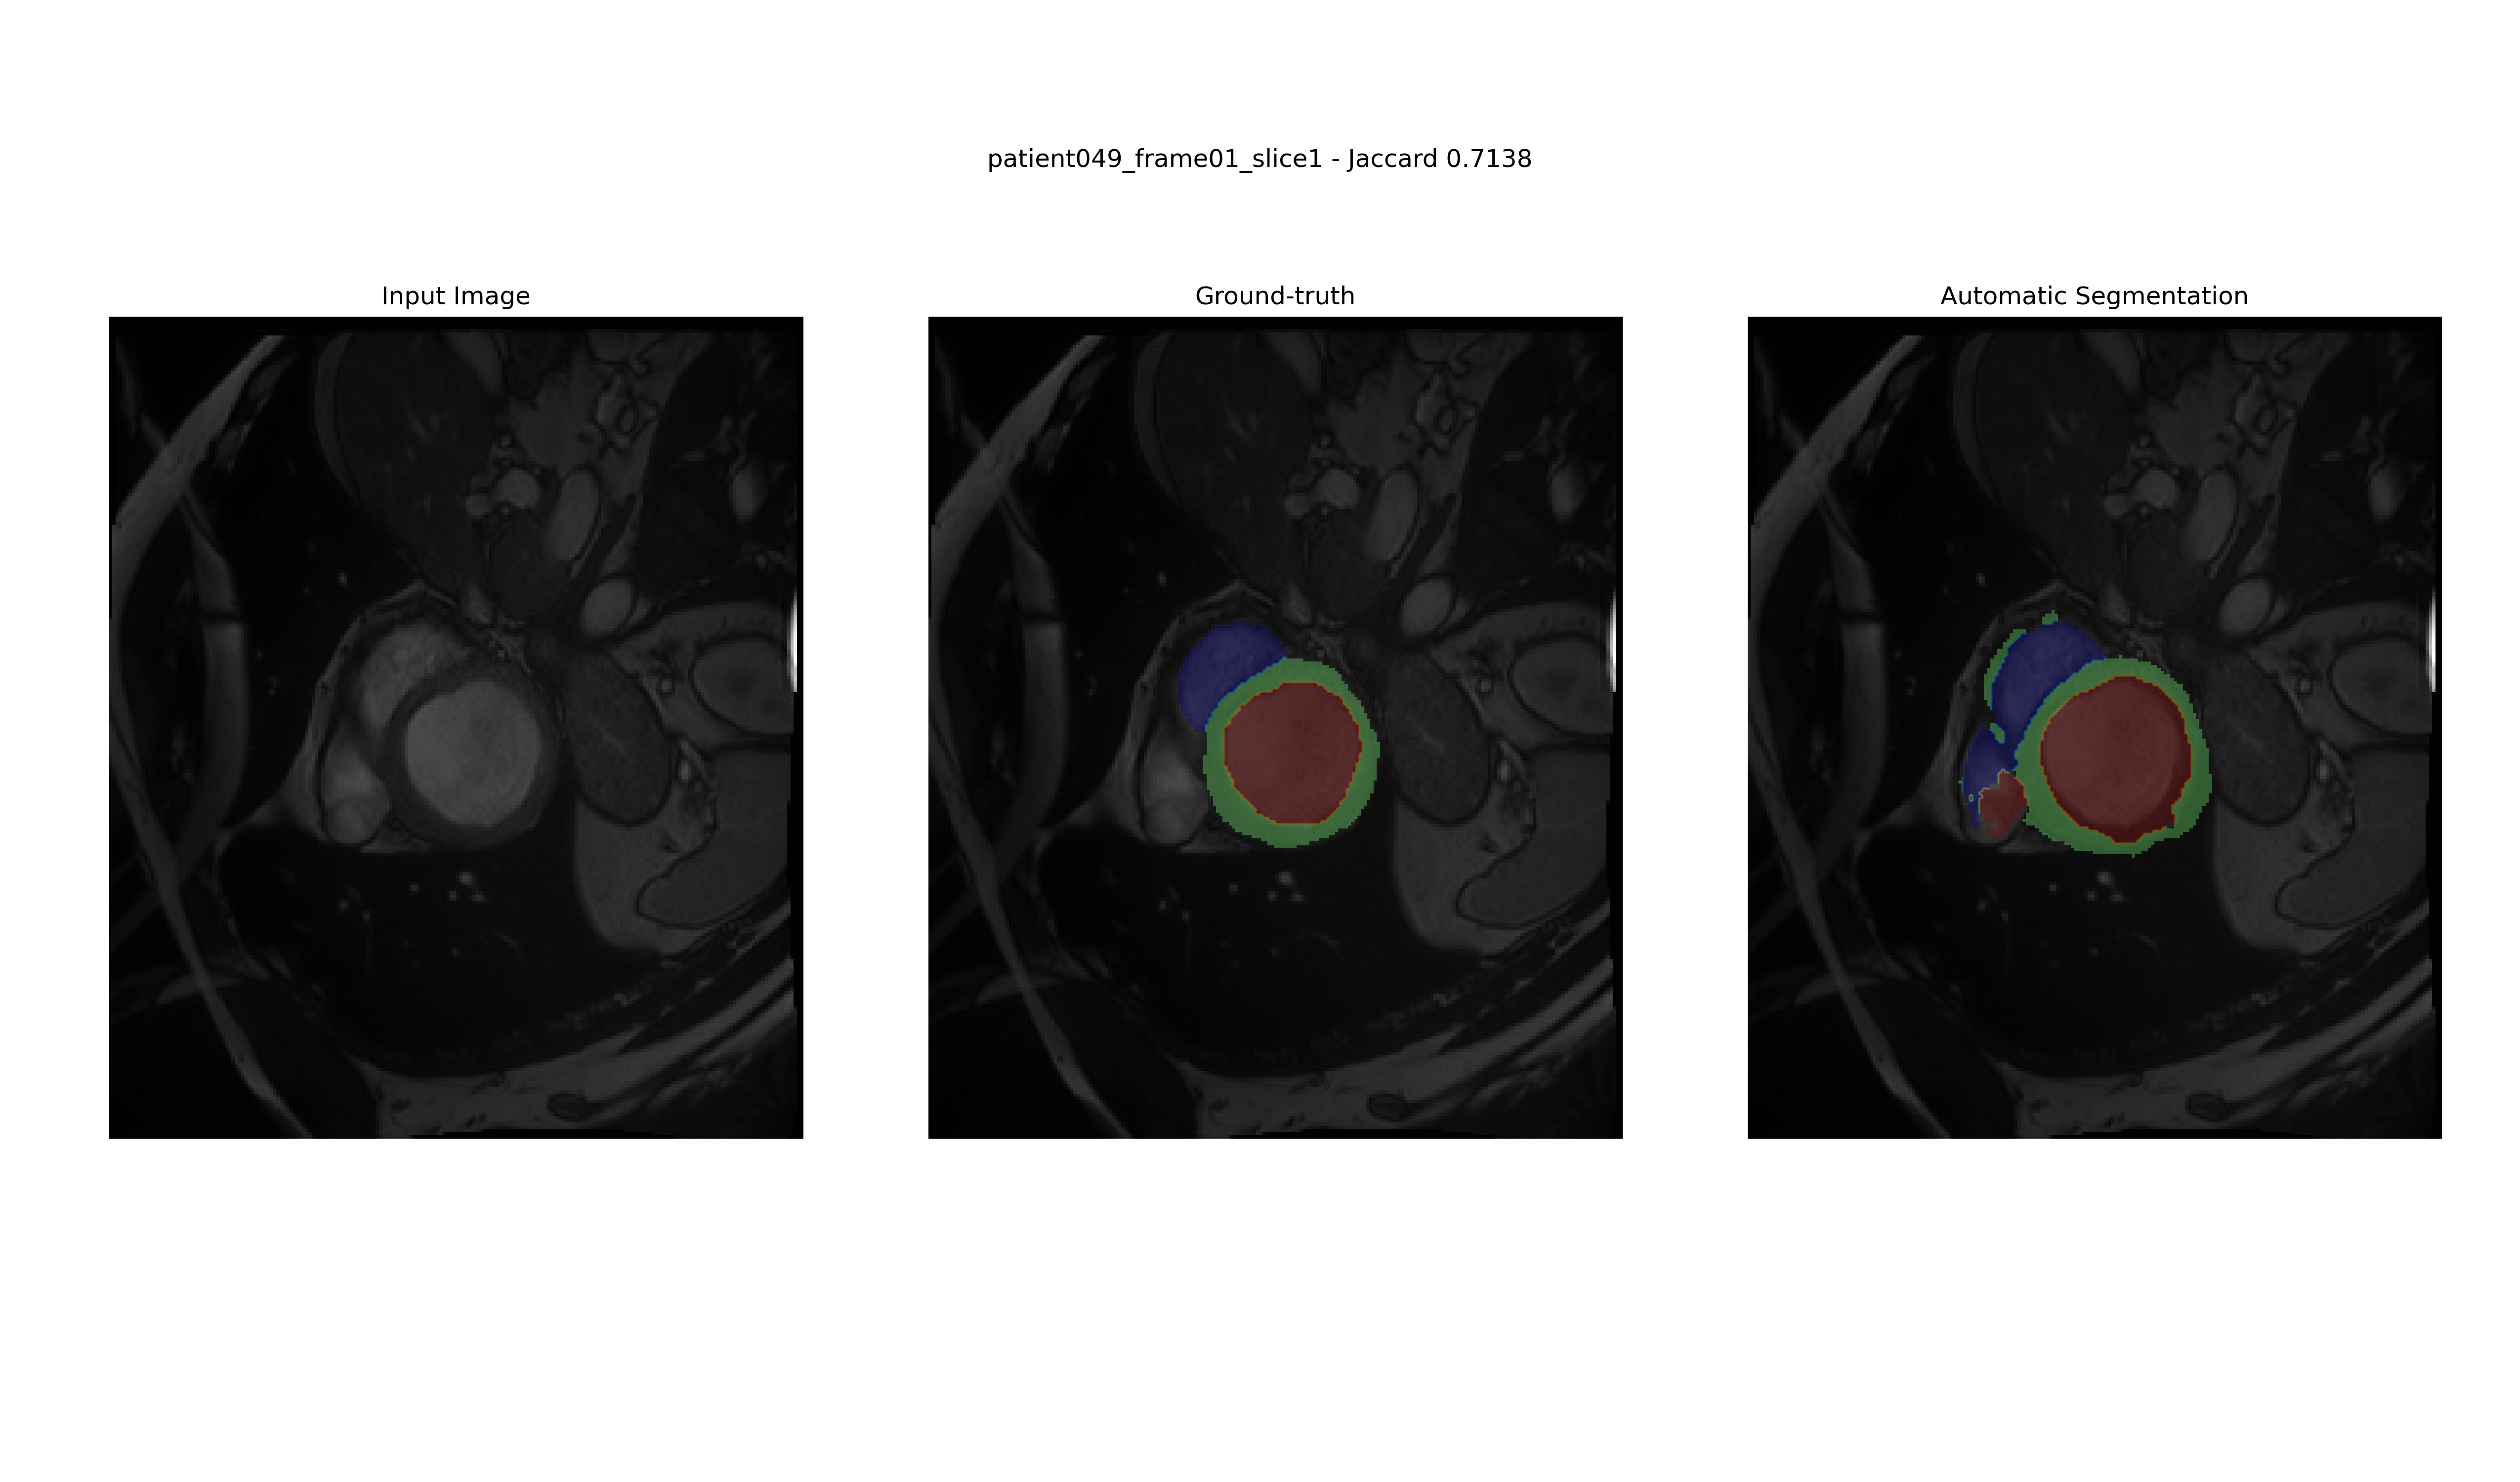 patient049_frame01_slice1 - Jaccard 0.7138
Input Image
Ground-truth
Automatic Segmentation